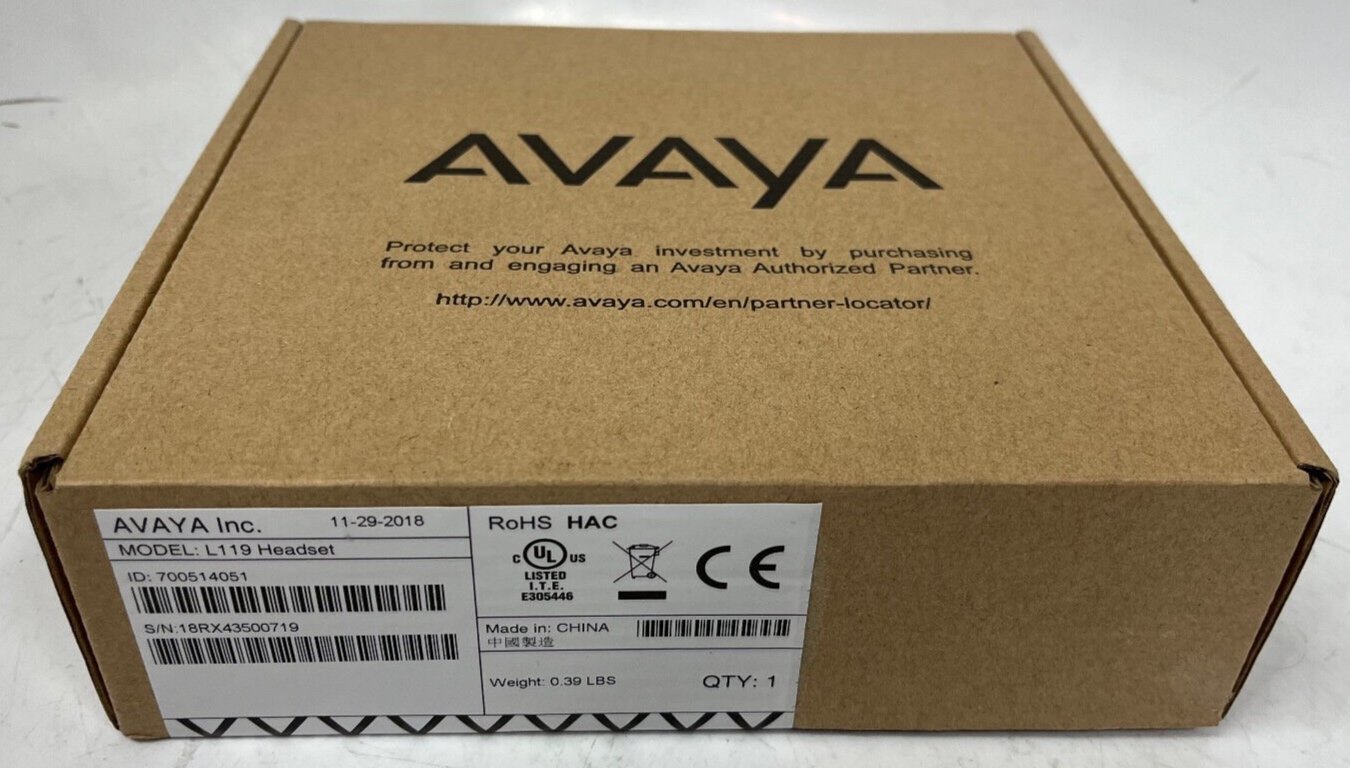 AVAYA
Protect your Avaya investment by purchasing
from and engaging an Avaya Authorized Partner.
http://www.avaya.com/en/partner-locator/
AVAYA Inc. 11-29-2018
MODEL: L119 Headset
ID: 700514051
S/N:18RX43500719
RoHS HAC
C UL US
LISTED
I.T.E.
E305446
CE
Made in: CHINA
中國製造
Weight: 0.39 LBS QTY: 1